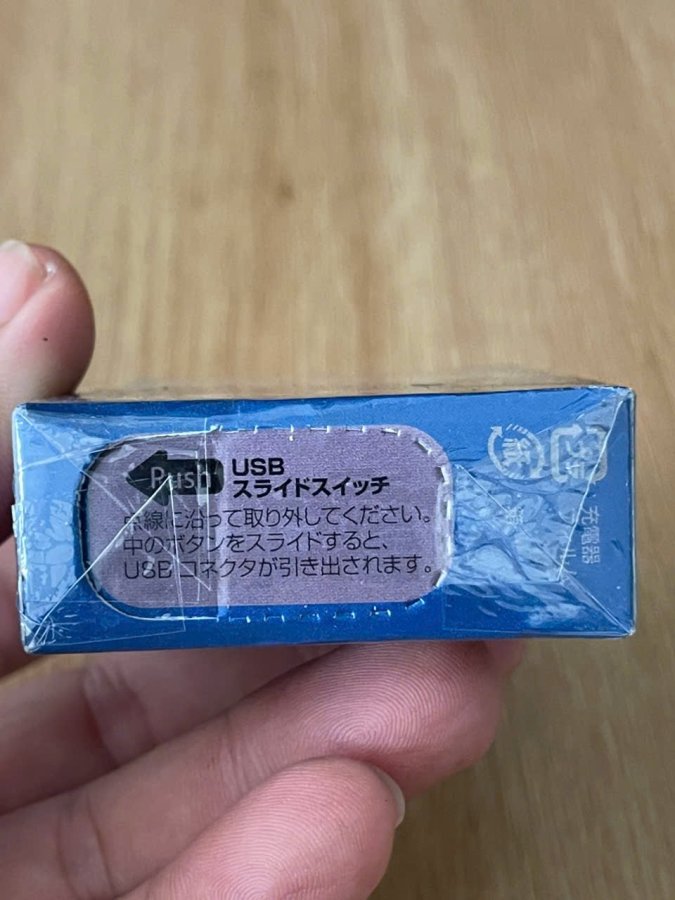 Push
USB
スライドスイッチ
点線に沿って取り外してください。
中のボタンをスライドすると、
USBコネクタが引き出されます。
紙